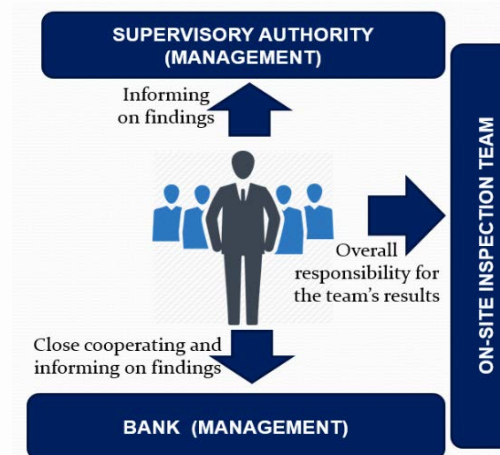 SUPERVISORY AUTHORITY
(MANAGEMENT)
Informing
on findings
Overall
responsibility for
the team's results
ON-SITE INSPECTION TEAM
Close cooperating and
informing on findings
BANK (MANAGEMENT)